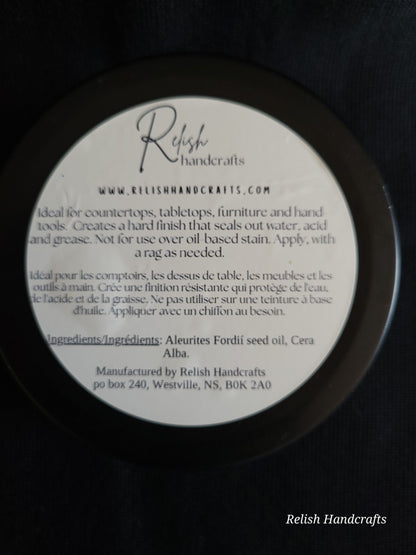 Relish
handcrafts
WWW.RELISHHANDCRAFTS.COM
Ideal for countertops, tabletops, furniture and hand
tools. Creates a hard finish that seals out water, acid
and grease. Not for use over oil-based stain. Apply, with
a rag as needed.
Idéal pour les comptoirs, les dessus de table, les meubles et les
outils à main. Crée une finition résistante qui protège de l'eau,
de l'acide et de la graisse. Ne pas utiliser sur une teinture à base
d'huile. Appliquer avec un chiffon au besoin.
Ingredients/Ingrédients: Aleurites Fordii seed oil, Cera
Alba.
Manufactured by Relish Handcrafts
po box 240, Westville, NS, B0K 2A0
Relish Handcrafts